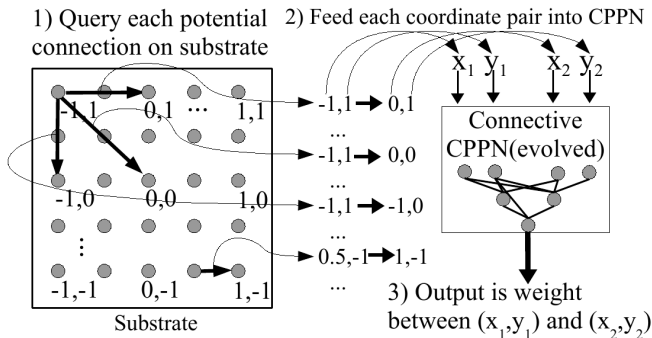 1) Query each potential
connection on substrate
2) Feed each coordinate pair into CPPN
x1 y1 x2 y2
-1,1 0,1 ... 1,1
-1,0 0,0 1,0
...
-1,-1 0,-1 1,-1
Substrate
-1,1 0,1
...
-1,1 0,0
...
-1,1 -1,0
...
0.5,-1 1,-1
...
Connective
CPPN(evolved)
3) Output is weight
between (x1,y1) and (x2,y2)